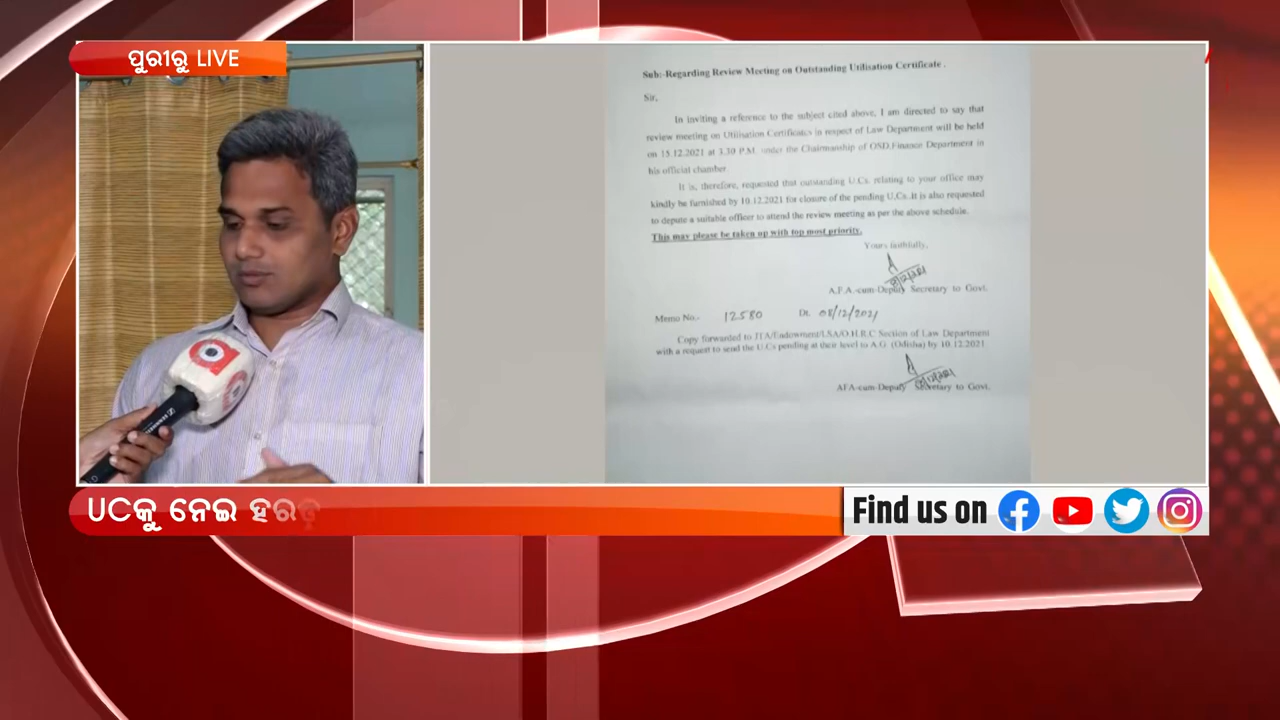 ପୁରୀରୁ LIVE
Sub:-Regarding Review Meeting on Outstanding Utilisation Certificate .
Sir,
In inviting a reference to the subject cited above, I am directed to say that
review meeting on Utilisation Certificates in respect of Law Department will be held
on 15.12.2021 at 3.30 P.M. under the Chairmanship of OSD,Finance Department in
his official chamber.
It is, therefore, requested that outstanding U.Cs. relating to your office may
kindly be furnished by 10.12.2021 for closure of the pending U.Cs. It is also requested
to depute a suitable officer to attend the review meeting as per the above schedule.
This may please be taken up with top most priority.
Yours faithfully,
A.F.A.-cum-Deputy Secretary to Govt.
Memo No.- 12580 Dt. 08/12/2021
Copy forwarded to JTA/Endowment/LSA/O.H.R.C Section of Law Department
with a request to send the U.Cs pending at their level to A.G. (Odisha) by 10.12.2021
AFA-cum-Deputy Secretary to Govt.
UCକୁ ନେଇ
Find us on